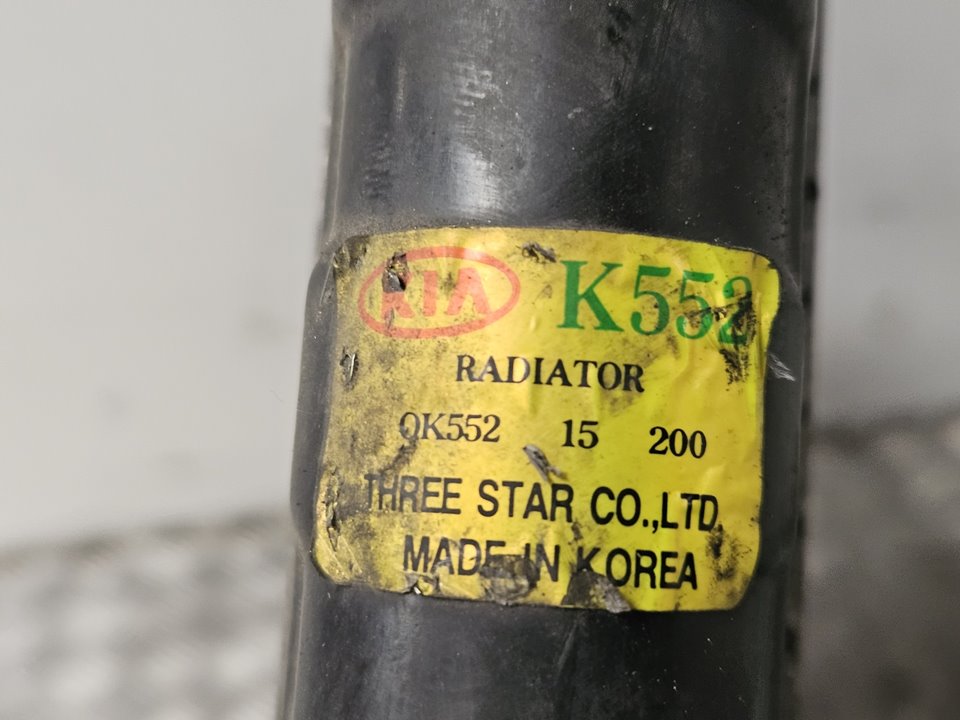 KIA K552
RADIATOR
0K552 15 200
THREE STAR CO.,LTD.
MADE IN KOREA